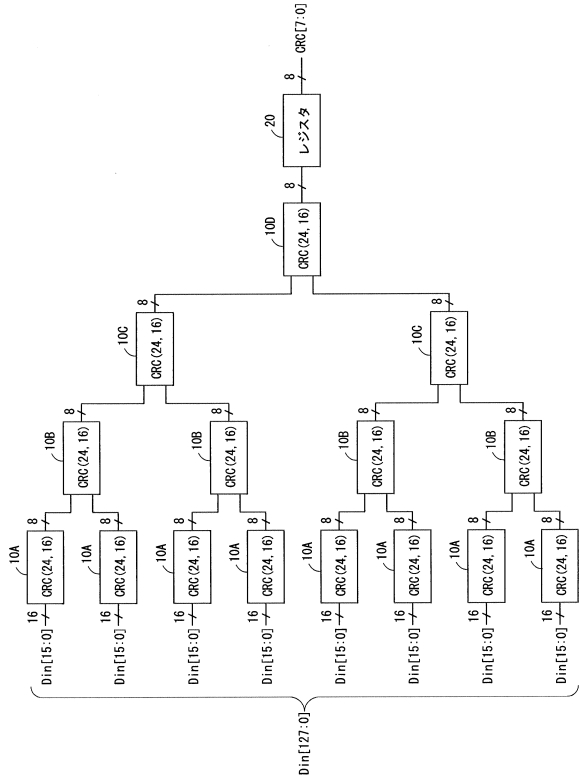 Din[127:0]
Din[15:0]
16
10A
CRC(24, 16)
8
Din[15:0]
16
10A
CRC(24, 16)
8
Din[15:0]
16
10A
CRC(24, 16)
8
Din[15:0]
16
10A
CRC(24, 16)
8
Din[15:0]
16
10A
CRC(24, 16)
8
Din[15:0]
16
10A
CRC(24, 16)
8
Din[15:0]
16
10A
CRC(24, 16)
8
Din[15:0]
16
10A
CRC(24, 16)
8
10B
CRC(24, 16)
8
10B
CRC(24, 16)
8
10B
CRC(24, 16)
8
10B
CRC(24, 16)
8
10C
CRC(24, 16)
8
10C
CRC(24, 16)
8
10D
CRC(24, 16)
8
20
レジスタ
8
CRC[7:0]